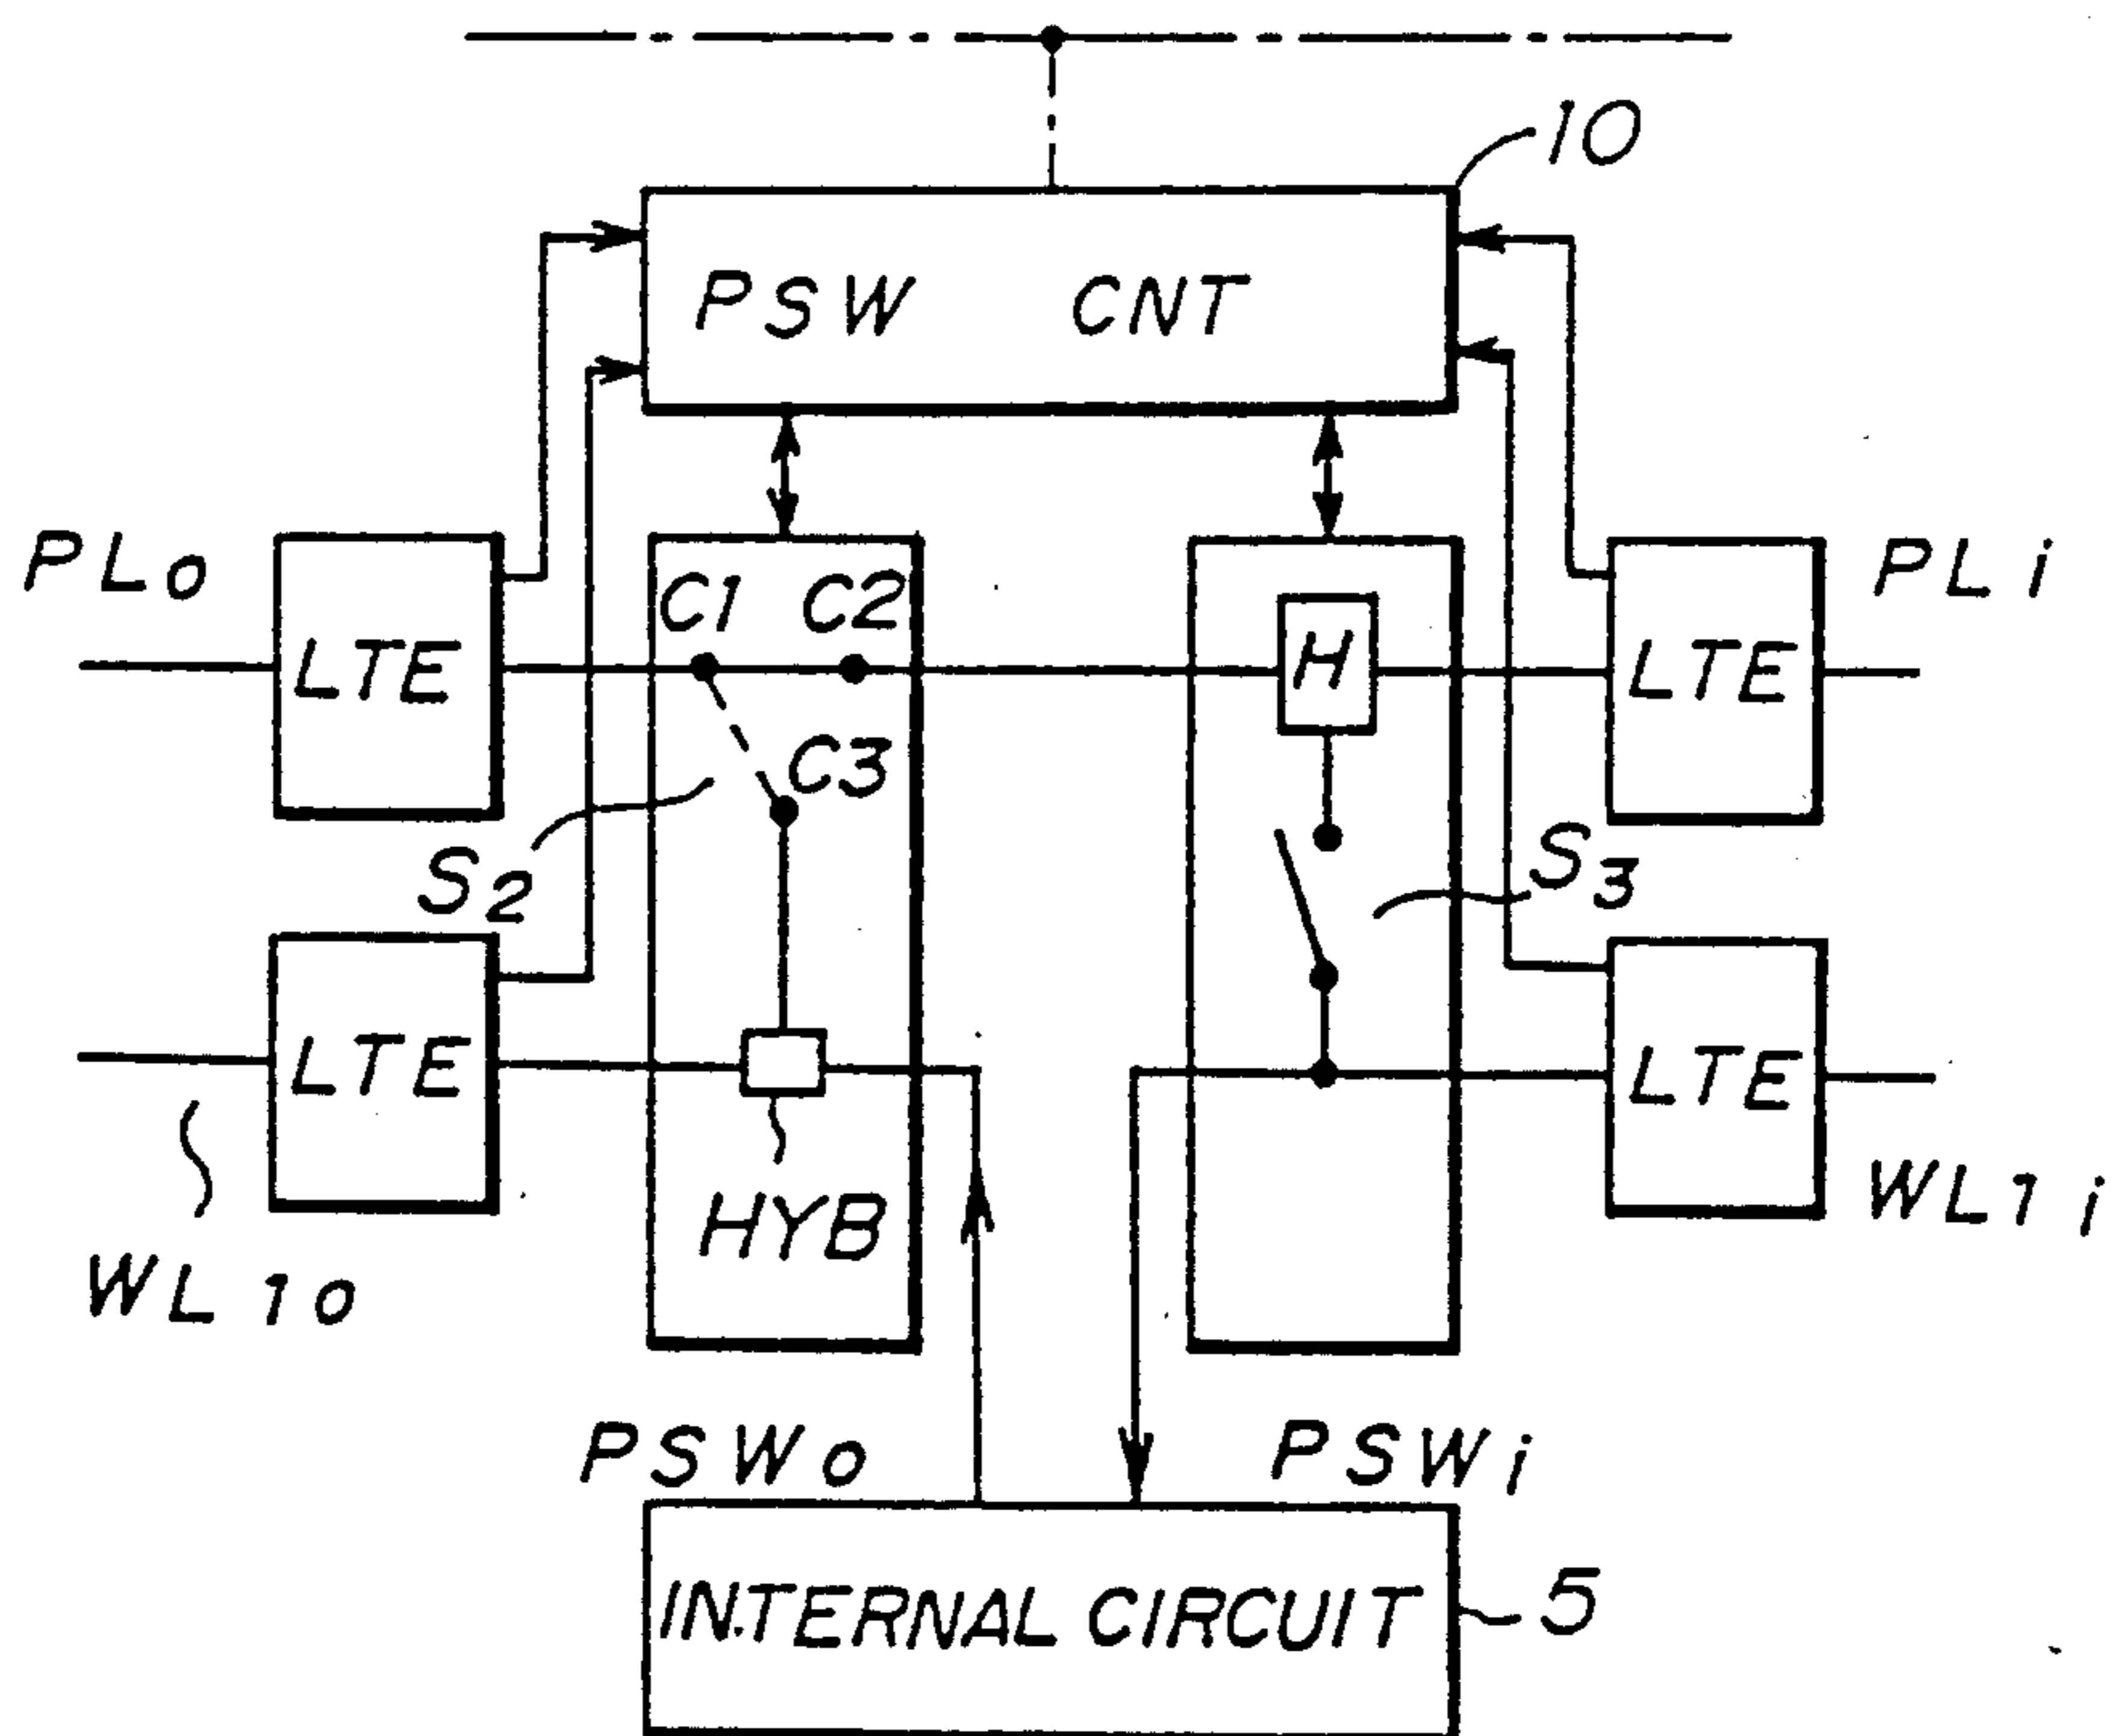 10
PSW CNT
PLo
PLi
C1 C2
LTE
H
LTE
C3
S2
S3
LTE
LTE
HYB
WL1o
WL1i
PSWo
PSWi
INTERNAL CIRCUIT
5